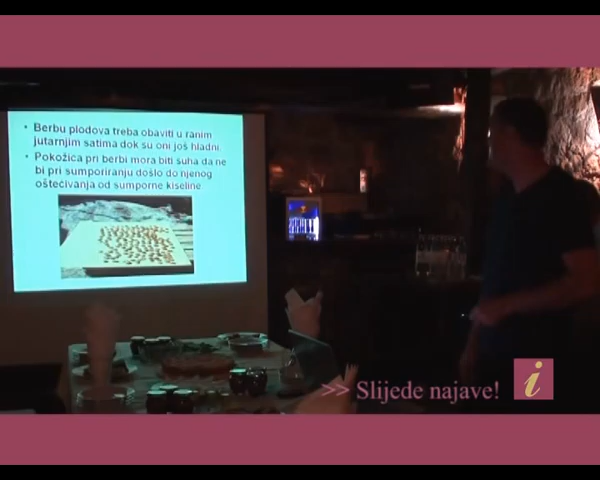 • Berbu plodova treba obaviti u ranim
jutarnjim satima dok su oni još hladni.
• Pokožica pri berbi mora biti suha da ne
bi pri sumporiranju došlo do njenog
oštećivanja od sumporne kiseline
>> Slijede najave!
i